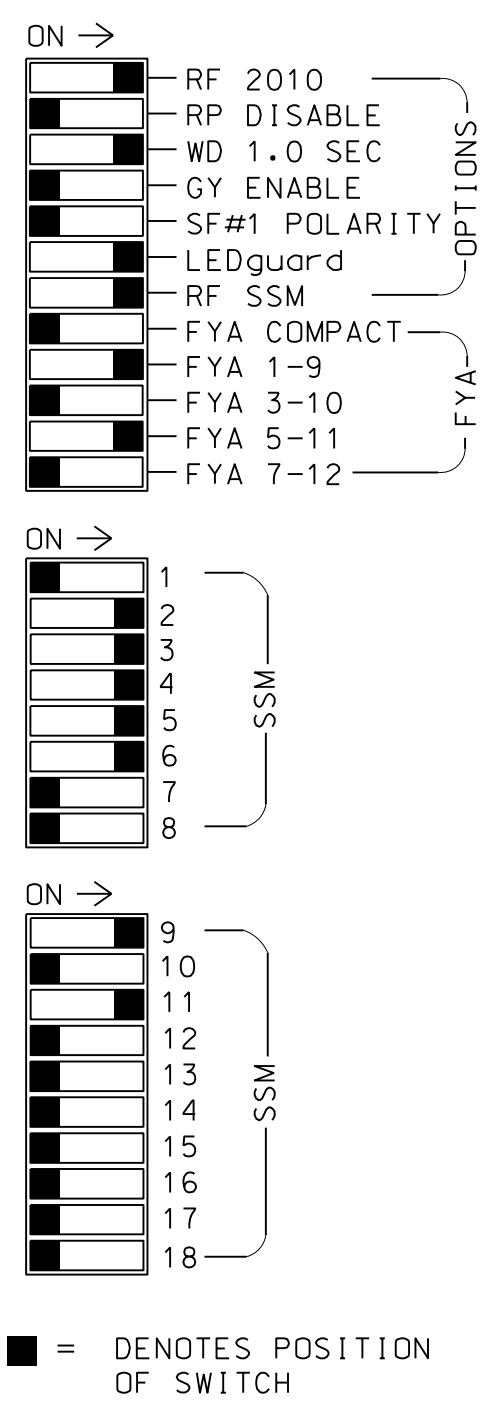 ON →
RF 2010
RP DISABLE
WD 1.0 SEC
GY ENABLE
SF#1 POLARITY
LEDguard
RF SSM
OPTIONS
FYA COMPACT
FYA 1-9
FYA 3-10
FYA 5-11
FYA 7-12
FYA
ON →
1
2
3
4
5
6
7
8
SSM
ON →
9
10
11
12
13
14
15
16
17
18
SSM
= DENOTES POSITION
OF SWITCH